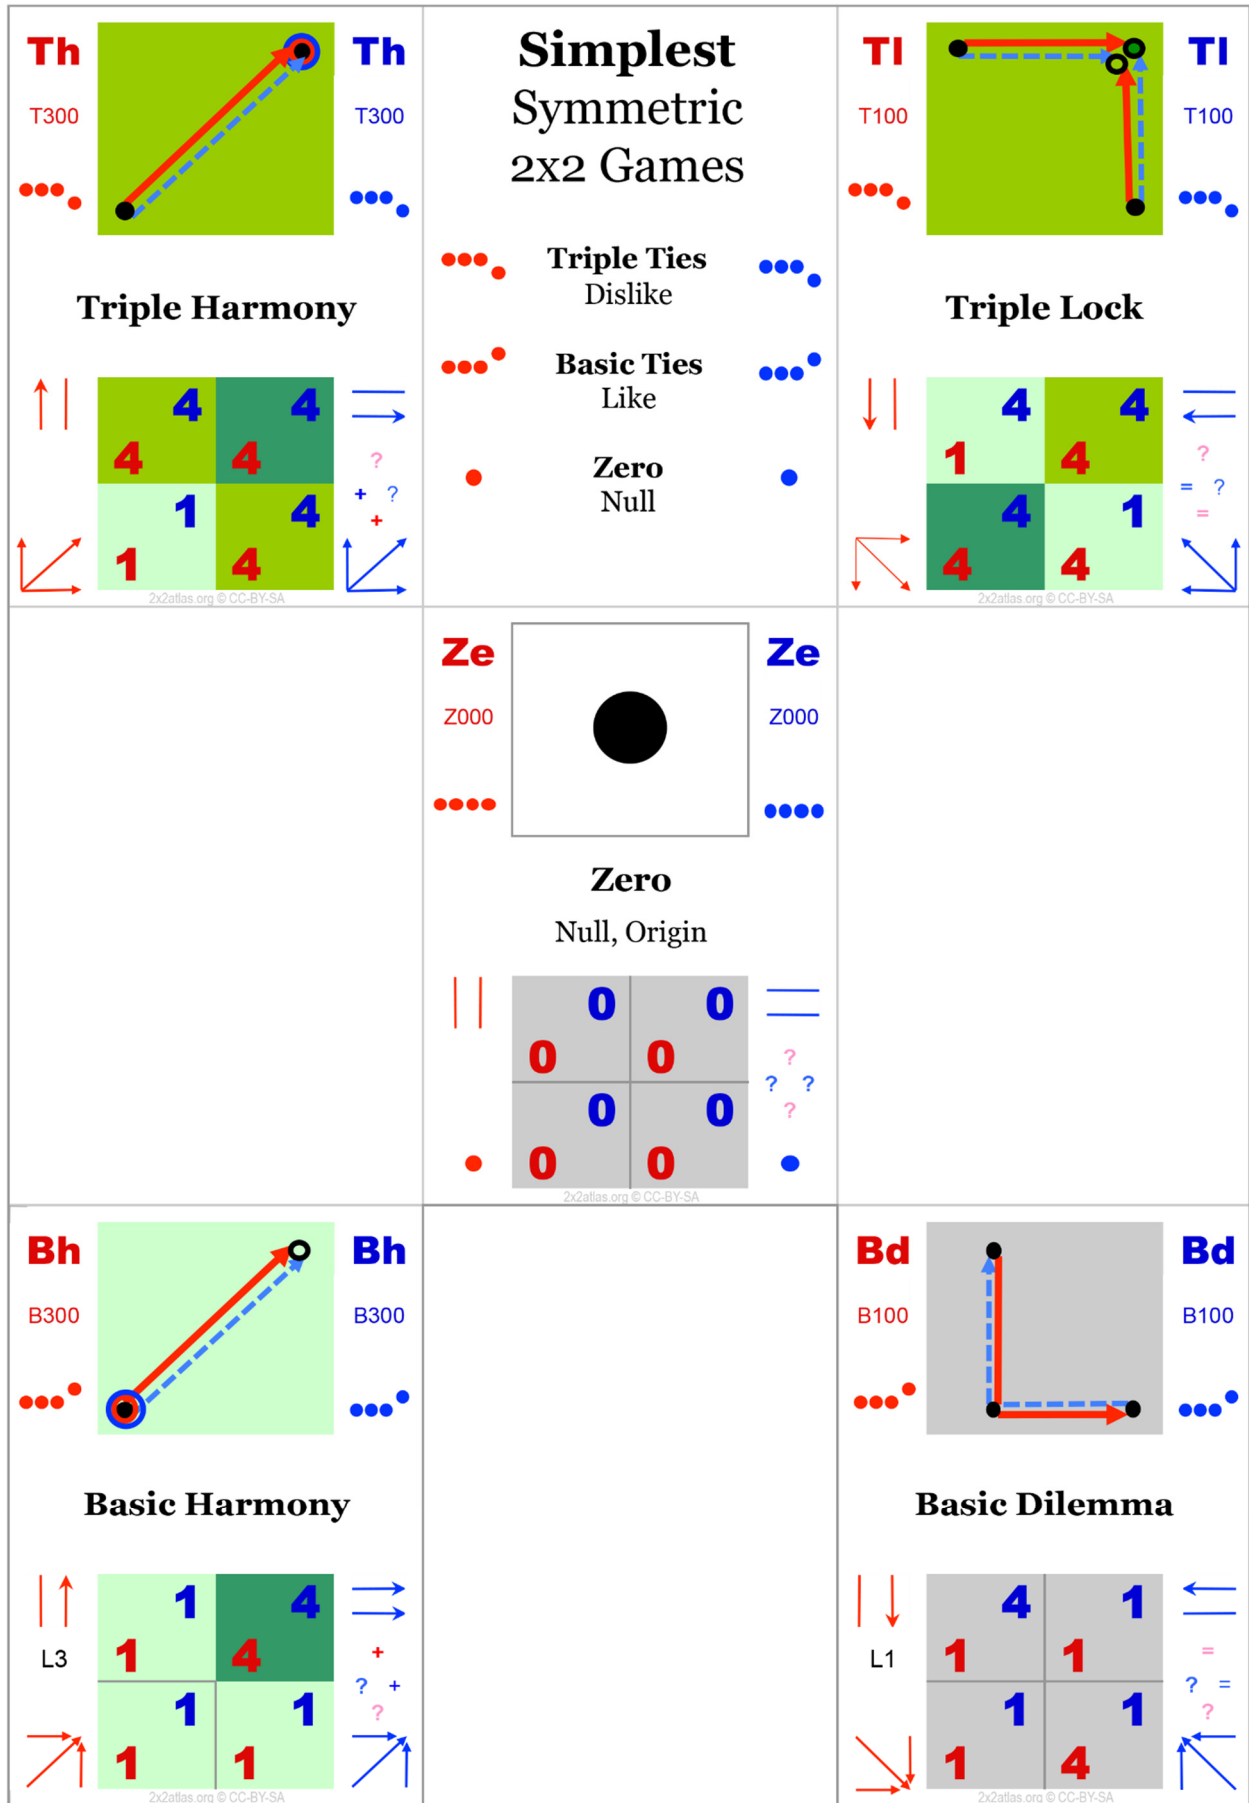 Th
Th
T300
T300
Triple Harmony
4 4
4 4
1 4
1 4
?
+ ?
+
2x2atlas.org © CC-BY-SA
Simplest
Symmetric
2x2 Games
Triple Ties
Dislike
Basic Ties
Like
Zero
Null
Tl
Tl
T100
T100
Triple Lock
4 4
1 4
4 1
4 4
?
= ?
=
2x2atlas.org © CC-BY-SA
Ze
Ze
Z000
Z000
Zero
Null, Origin
0 0
0 0
0 0
0 0
?
? ?
?
2x2atlas.org © CC-BY-SA
Bh
Bh
B300
B300
Basic Harmony
1 4
L3
1 4
1 1
1 1
+
? +
?
2x2atlas.org © CC-BY-SA
Bd
Bd
B100
B100
Basic Dilemma
4 1
L1
1 1
1 1
1 4
=
? =
?
2x2atlas.org © CC-BY-SA